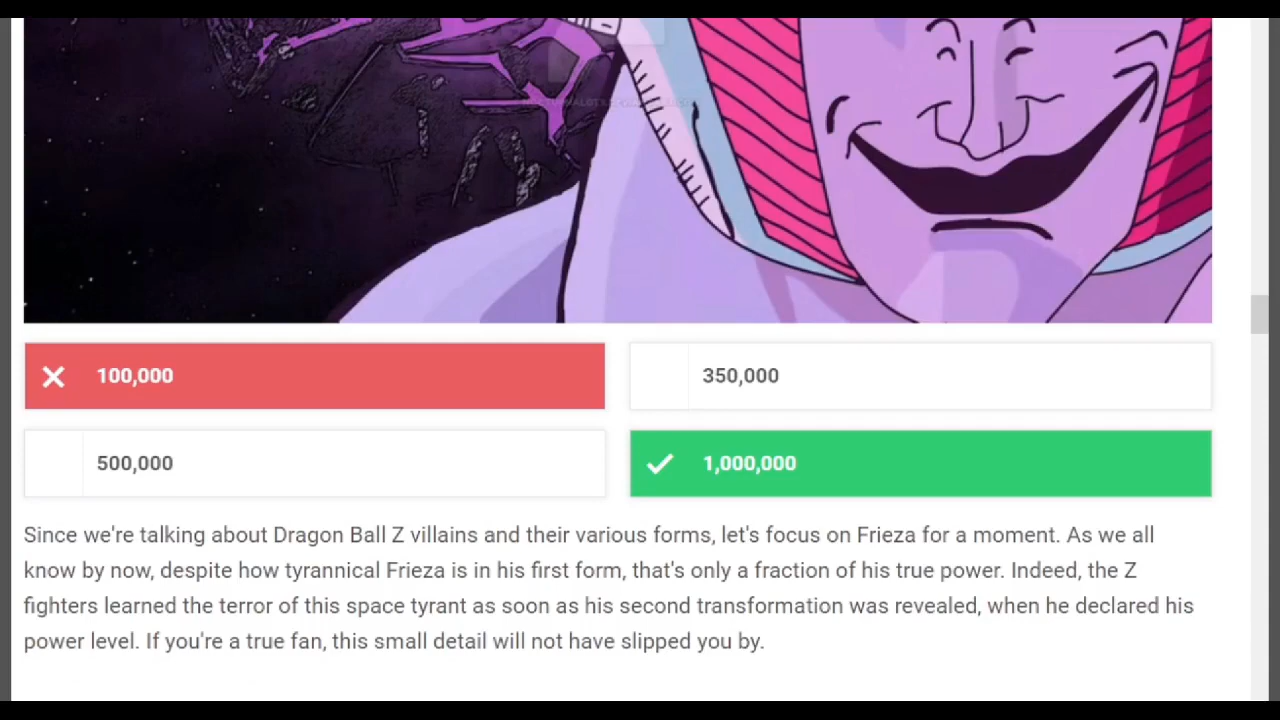 100,000
350,000
500,000
1,000,000
Since we're talking about Dragon Ball Z villains and their various forms, let's focus on Frieza for a moment. As we all
know by now, despite how tyrannical Frieza is in his first form, that's only a fraction of his true power. Indeed, the Z
fighters learned the terror of this space tyrant as soon as his second transformation was revealed, when he declared his
power level. If you're a true fan, this small detail will not have slipped you by.